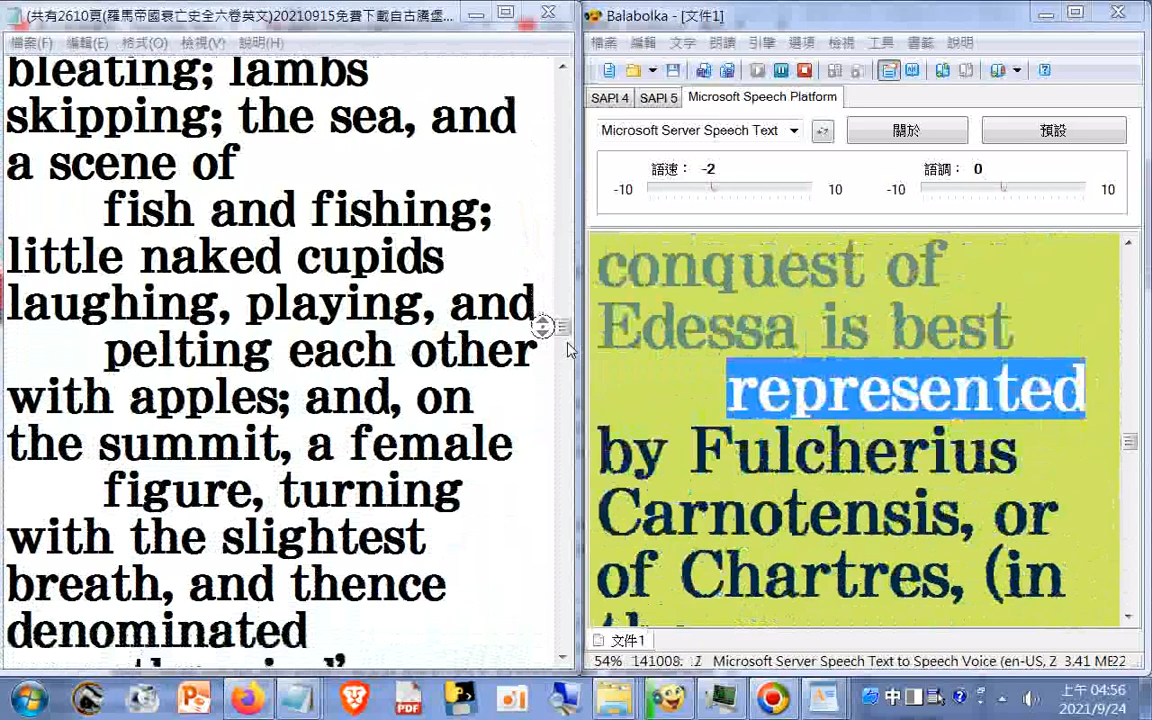 (共有2610頁(羅馬帝國衰亡史全六卷英文)20210915免費下載自古騰堡...
檔案(F) 編輯(E) 格式(O) 檢視(V) 說明(H)
bleating; lambs
skipping; the sea, and
a scene of
fish and fishing;
little naked cupids
laughing, playing, and
pelting each other
with apples; and, on
the summit, a female
figure, turning
with the slightest
breath, and thence
denominated
Balabolka - [文件1]
檔案 編輯 文字 朗讀 引擎 選項 檢視 工具 書籤 說明
SAPI 4 SAPI 5 Microsoft Speech Platform
Microsoft Server Speech Text 關於 預設
語速： -2 語調： 0
-10 10 -10 10
conquest of
Edessa is best
represented
by Fulcherius
Carnotensis, or
of Chartres, (in
文件1
54% Microsoft Server Speech Text to Speech Voice (en-US, Z 3.41 ME22
PDF 中 上午 04:56
2021/9/24